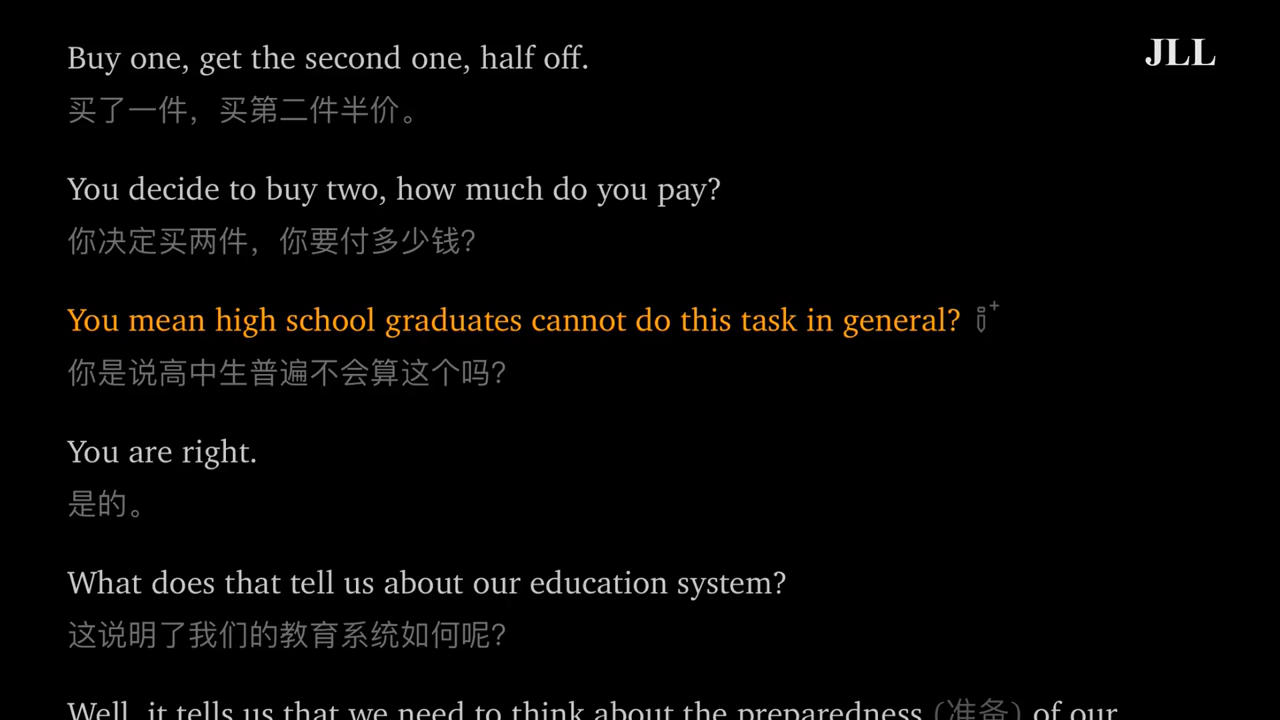 JLL
Buy one, get the second one, half off.
买了一件，买第二件半价。
You decide to buy two, how much do you pay?
你决定买两件，你要付多少钱？
You mean high school graduates cannot do this task in general?
你是说高中生普遍不会算这个吗？
You are right.
是的。
What does that tell us about our education system?
这说明了我们的教育系统如何呢？
Well, it tells us that we need to think about the preparedness (准备) of our